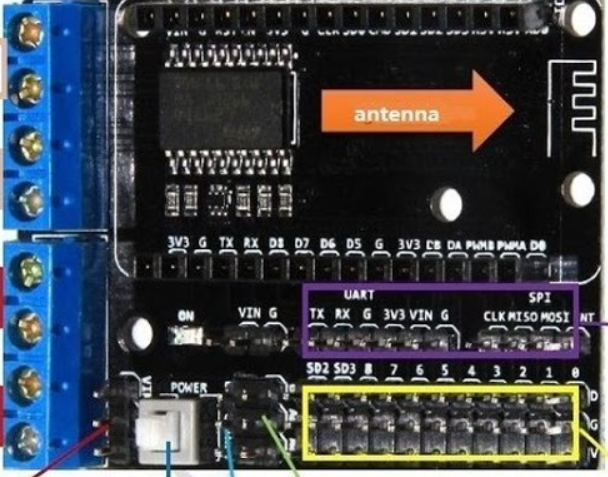 VIN G RST EN 3V3 G CLK SD0 CMD SD1 SD2 SD3 RSV RSV AD0
antenna
3V3 G TX RX D8 D7 D6 D5 G 3V3 DB DA PWMB PWMA D0
UART
SPI
ON
VIN G
TX RX G 3V3 VIN G
CLK MISO MOSI
NT
SD2 SD3 8 7 6 5 4 3 2 1 0
POWER
D
G
V